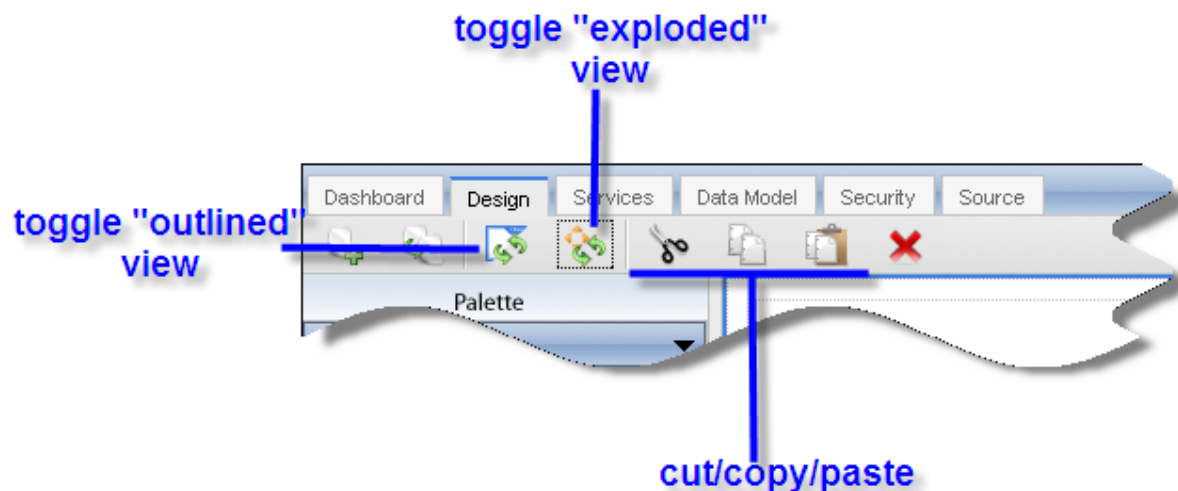 toggle "exploded"
view
Dashboard Design Services Data Model Security Source
toggle "outlined"
view
Palette
cut/copy/paste